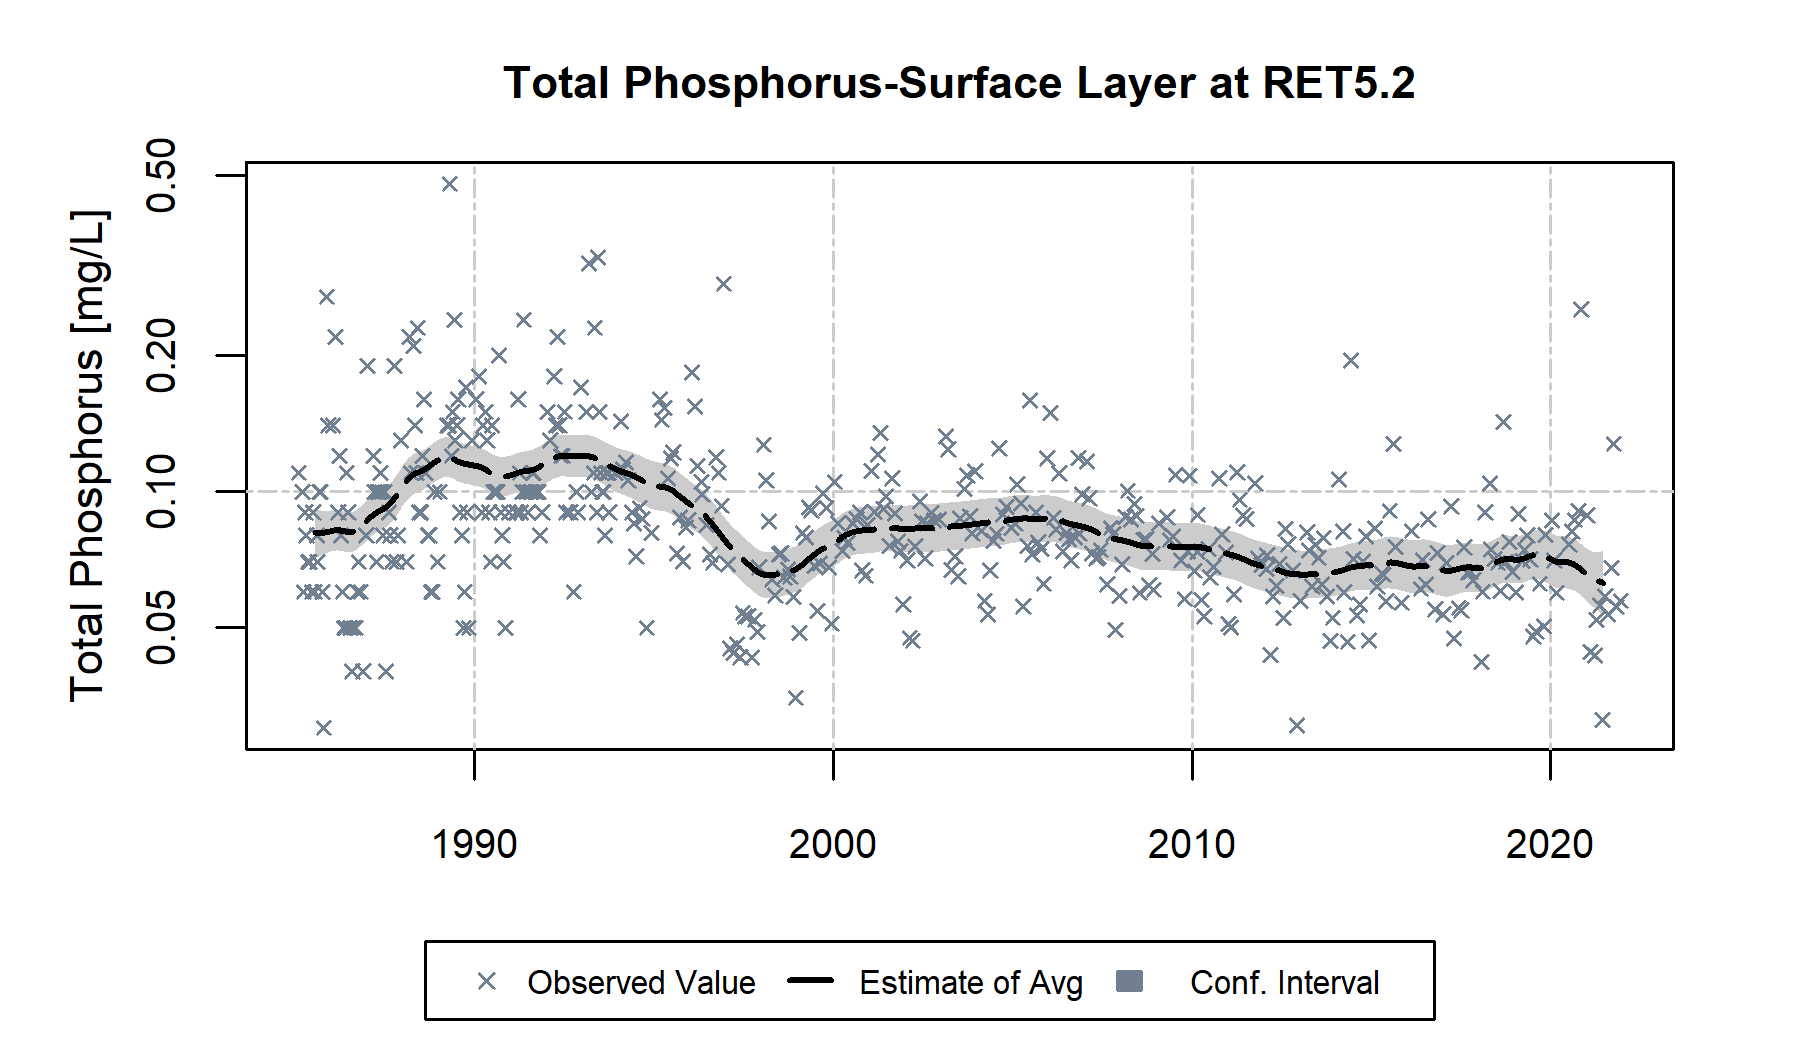 Total Phosphorus-Surface Layer at RET5.2
Total Phosphorus [mg/L]
0.50
0.20
0.10
0.05
1990 2000 2010 2020
Observed Value Estimate of Avg Conf. Interval